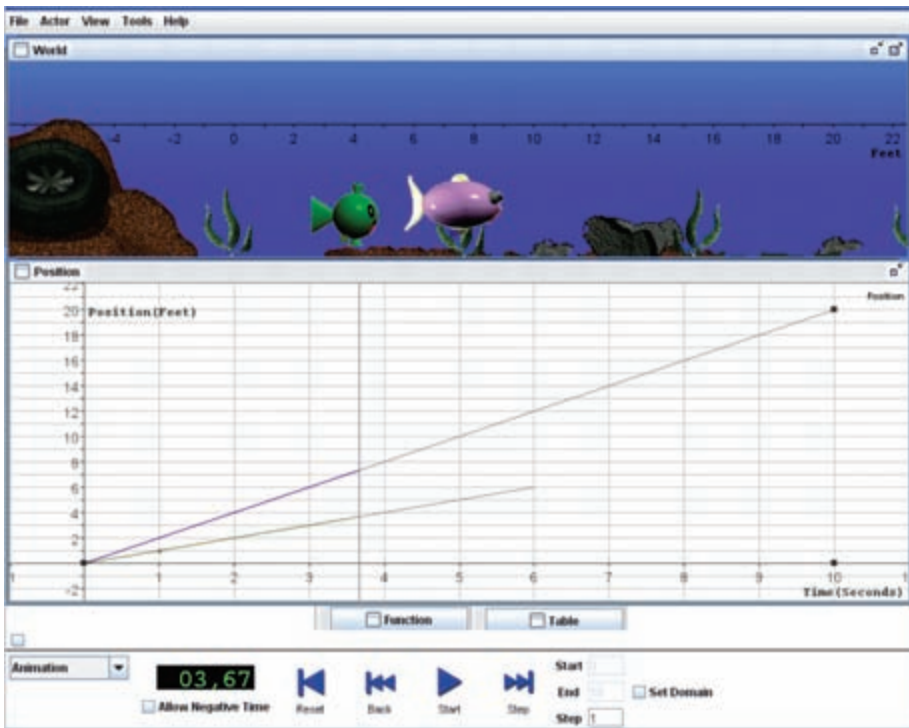 File Actor View Tools Help
World
-4 -2 0 2 4 6 8 10 12 14 16 18 20 22
Feet
Position
22
Position
Position(Feet)
20
18
16
14
12
10
8
6
4
2
-2
1 1 2 3 4 5 6 7 8 9 10 11
Time(Seconds)
Function Table
Animation
03,67
Allow Negative Time
Reset Back Start Step
Start
End
Set Domain
Step 1